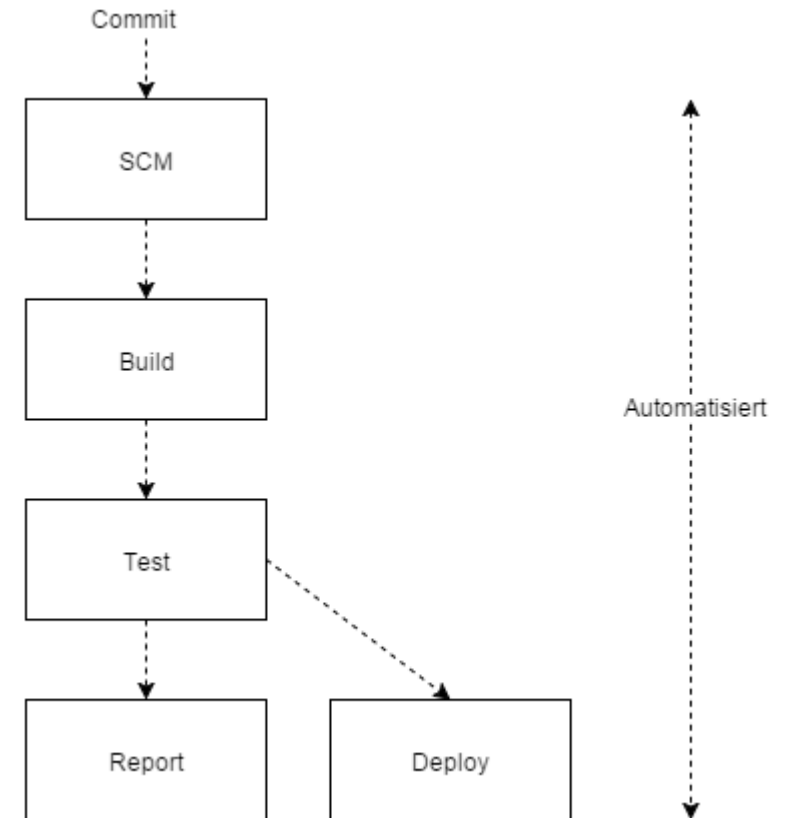 Commit
SCM
Build
Automatisiert
Test
Report
Deploy